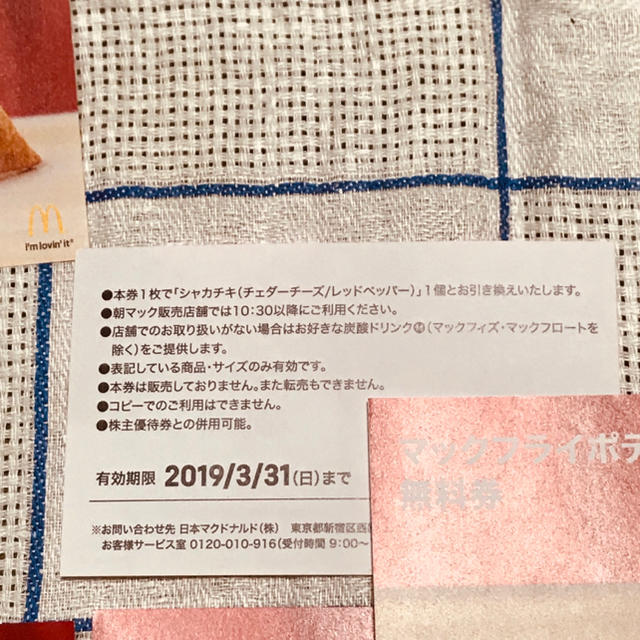 i'm lovin' it®
●本券1枚で「シャカチキ(チェダーチーズ/レッドペッパー)」1個とお引き換えいたします。
●朝マック販売店舗では10:30以降にご利用ください。
●店舗でのお取り扱いがない場合はお好きな炭酸ドリンクⓂ(マックフィズ・マックフロートを
除く)をご提供します。
●表記している商品・サイズのみ有効です。
●本券は販売しておりません。また転売もできません。
●コピーでのご利用はできません。
●株主優待券との併用可能。
有効期限 2019/3/31(日)まで
マックフライポテ
無料券
※お問い合わせ先 日本マクドナルド(株) 東京都新宿区西
お客様サービス室 0120-010-916(受付時間 9:00~